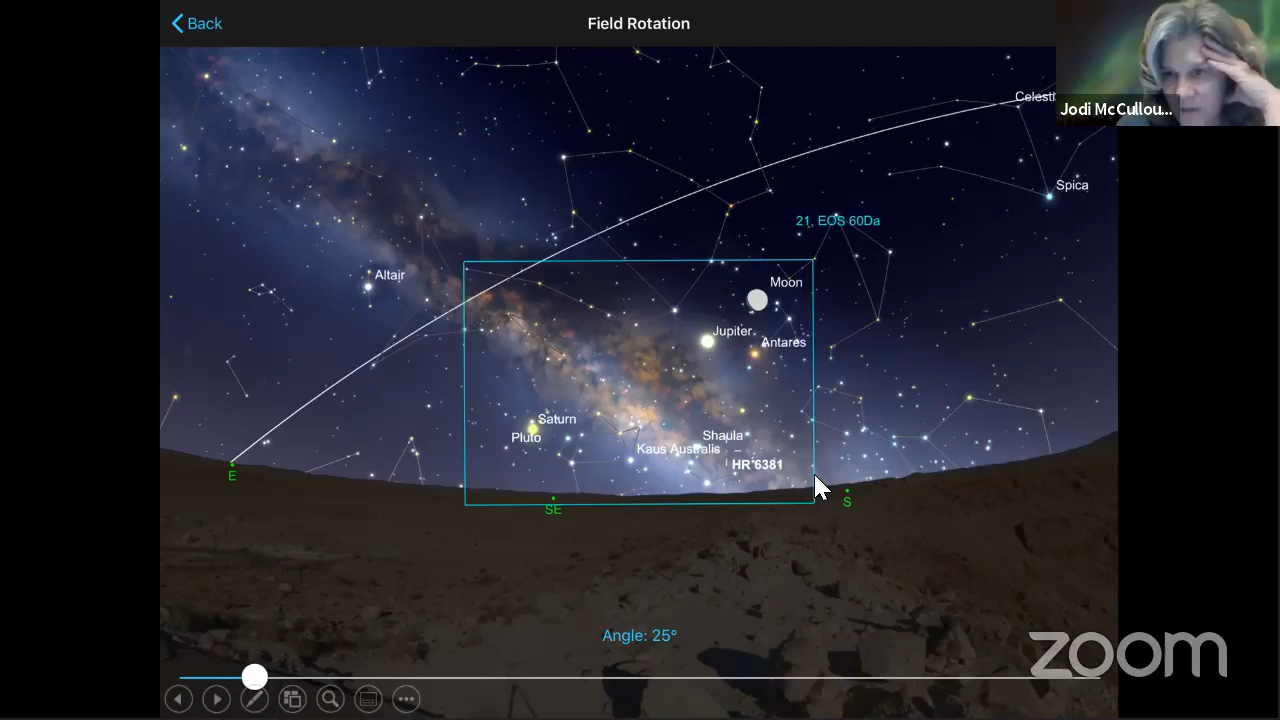 Back
Field Rotation
Jodi McCullou...
Celesti
Spica
21, EOS 60Da
Altair
Moon
Jupiter
Antares
Saturn
Pluto
Shaula
Kaus Australis
HR 6381
E
SE
S
Angle: 25°
zoom